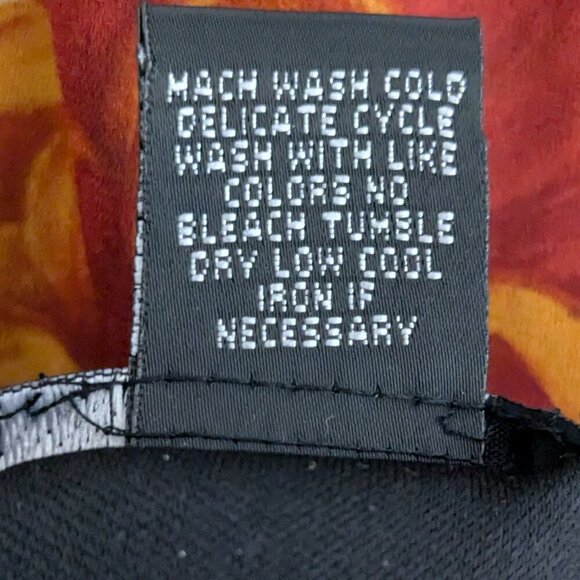 MACH WASH COLD
DELICATE CYCLE
WASH WITH LIKE
COLORS NO
BLEACH TUMBLE
DRY LOW COOL
IRON IF
NECESSARY